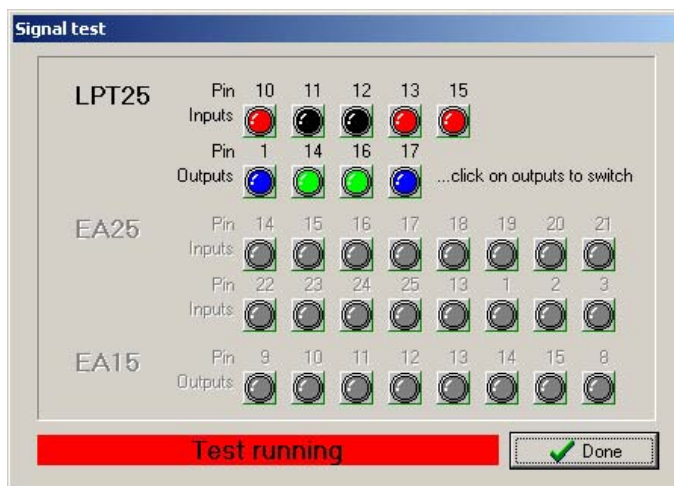 Signal test
LPT25 Pin 10 11 12 13 15
Inputs
Pin 1 14 16 17
Outputs ...click on outputs to switch
EA25 Pin 14 15 16 17 18 19 20 21
Inputs
Pin 22 23 24 25 13 1 2 3
Inputs
EA15 Pin 9 10 11 12 13 14 15 8
Outputs
Test running Done